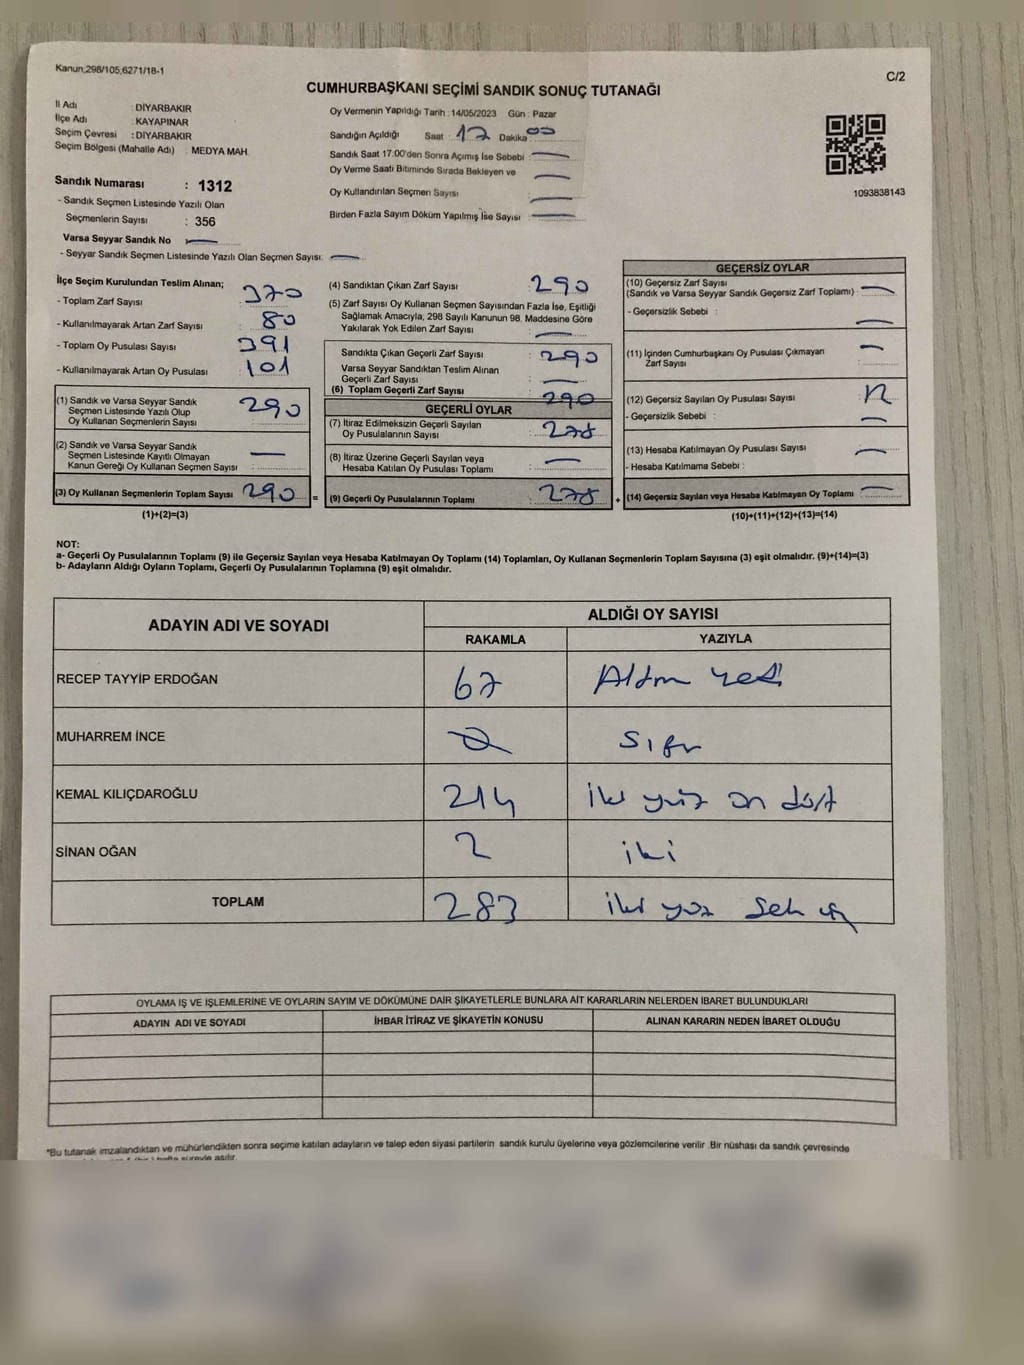 Kanun;298/105,6271/18-1
C/2
CUMHURBAŞKANI SEÇİMİ SANDIK SONUÇ TUTANAĞI
İl Adı : DİYARBAKIR
İlçe Adı : KAYAPINAR
Seçim Çevresi : DİYARBAKIR
Seçim Bölgesi (Mahalle Adı) : MEDYA MAH.
Sandık Numarası : 1312
- Sandık Seçmen Listesinde Yazılı Olan
Seçmenlerin Sayısı : 356
Varsa Seyyar Sandık No —
- Seyyar Sandık Seçmen Listesinde Yazılı Olan Seçmen Sayısı. —
Oy Vermenin Yapıldığı Tarih : 14/05/2023 Gün : Pazar
Sandığın Açıldığı Saat : 17 Dakika 00
Sandık Saat 17.00'den Sonra Açımış İse Sebebi : —
Oy Verme Saati Bitiminde Sırada Bekleyen ve —
Oy Kullandırılan Seçmen Sayısı —
Birden Fazla Sayım Döküm Yapılmış İse Sayısı —
1093838143
İlçe Seçim Kurulundan Teslim Alınan;
- Toplam Zarf Sayısı 370
- Kullanılmayarak Artan Zarf Sayısı 80
- Toplam Oy Pusulası Sayısı 391
- Kullanılmayarak Artan Oy Pusulası 101
(1) Sandık ve Varsa Seyyar Sandık
Seçmen Listesinde Yazılı Olup
Oy Kullanan Seçmenlerin Sayısı 290
(2) Sandık ve Varsa Seyyar Sandık
Seçmen Listesinde Kayıtlı Olmayan
Kanun Gereği Oy Kullanan Seçmen Sayısı —
(3) Oy Kullanan Seçmenlerin Toplam Sayısı 290 =
(1)+(2)=(3)
(4) Sandıktan Çıkan Zarf Sayısı : 290
(5) Zarf Sayısı Oy Kullanan Seçmen Sayısından Fazla İse, Eşitliği
Sağlamak Amacıyla, 298 Sayılı Kanunun 98. Maddesine Göre
Yakılarak Yok Edilen Zarf Sayısı : —
Sandıkta Çıkan Geçerli Zarf Sayısı : 290
Varsa Seyyar Sandıktan Teslim Alınan
Geçerli Zarf Sayısı : —
(6) Toplam Geçerli Zarf Sayısı 290
GEÇERLİ OYLAR
(7) İtiraz Edilmeksizin Geçerli Sayılan
Oy Pusulalarının Sayısı : 278
(8) İtiraz Üzerine Geçerli Sayılan veya
Hesaba Katılan Oy Pusulası Toplamı : —
(9) Geçerli Oy Pusulalarının Toplamı : 278 +
GEÇERSİZ OYLAR
(10) Geçersiz Zarf Sayısı
(Sandık ve Varsa Seyyar Sandık Geçersiz Zarf Toplamı) : —
- Geçersizlik Sebebi : —
(11) İçinden Cumhurbaşkanı Oy Pusulası Çıkmayan —
Zarf Sayısı
(12) Geçersiz Sayılan Oy Pusulası Sayısı : 12
- Geçersizlik Sebebi : —
(13) Hesaba Katılmayan Oy Pusulası Sayısı : —
- Hesaba Katılmama Sebebi :
(14) Geçersiz Sayılan veya Hesaba Katılmayan Oy Toplamı : —
(10)+(11)+(12)+(13)=(14)
NOT:
a- Geçerli Oy Pusulalarının Toplamı (9) ile Geçersiz Sayılan veya Hesaba Katılmayan Oy Toplamı (14) Toplamları, Oy Kullanan Seçmenlerin Toplam Sayısına (3) eşit olmalıdır. (9)+(14)=(3)
b- Adayların Aldığı Oyların Toplamı, Geçerli Oy Pusulalarının Toplamına (9) eşit olmalıdır.
ADAYIN ADI VE SOYADI
ALDIĞI OY SAYISI
RAKAMLA YAZIYLA
RECEP TAYYİP ERDOĞAN 67 Altmı yedi
MUHARREM İNCE 0 Sıfır
KEMAL KILIÇDAROĞLU 214 iki yüz on dört
SİNAN OĞAN 2 iki
TOPLAM 283 iki yüz Sek üç
OYLAMA İŞ VE İŞLEMLERİNE VE OYLARIN SAYIM VE DÖKÜMÜNE DAİR ŞİKAYETLERLE BUNLARA AİT KARARLARIN NELERDEN İBARET BULUNDUKLARI
ADAYIN ADI VE SOYADI İHBAR İTİRAZ VE ŞİKAYETİN KONUSU ALINAN KARARIN NEDEN İBARET OLDUĞU
*Bu tutanak imzalandıktan ve mühürlendikten sonra seçime katılan adayların ve talep eden siyasi partilerin sandık kurulu üyelerine veya gözlemcilerine verilir .Bir nüshası da sandık çevresinde